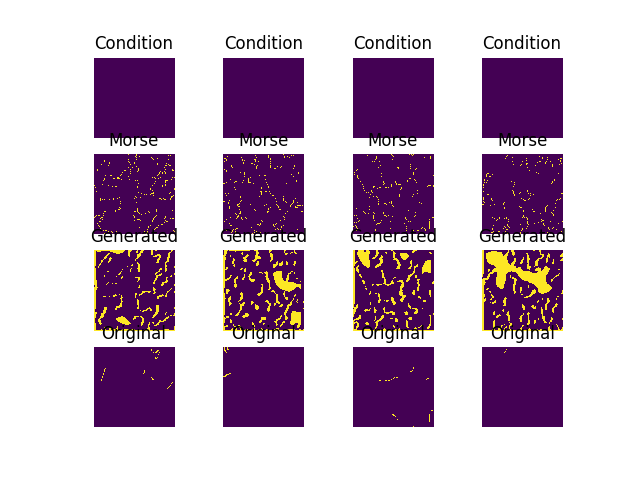 Condition Condition Condition Condition
Morse Morse Morse Morse
Generated Generated Generated Generated
Original Original Original Original